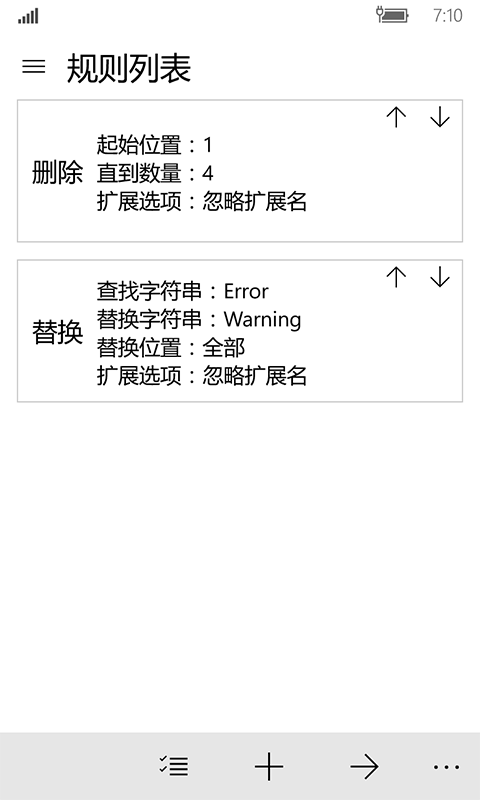 7:10
规则列表
删除
起始位置：1
直到数量：4
扩展选项：忽略扩展名
替换
查找字符串：Error
替换字符串：Warning
替换位置：全部
扩展选项：忽略扩展名